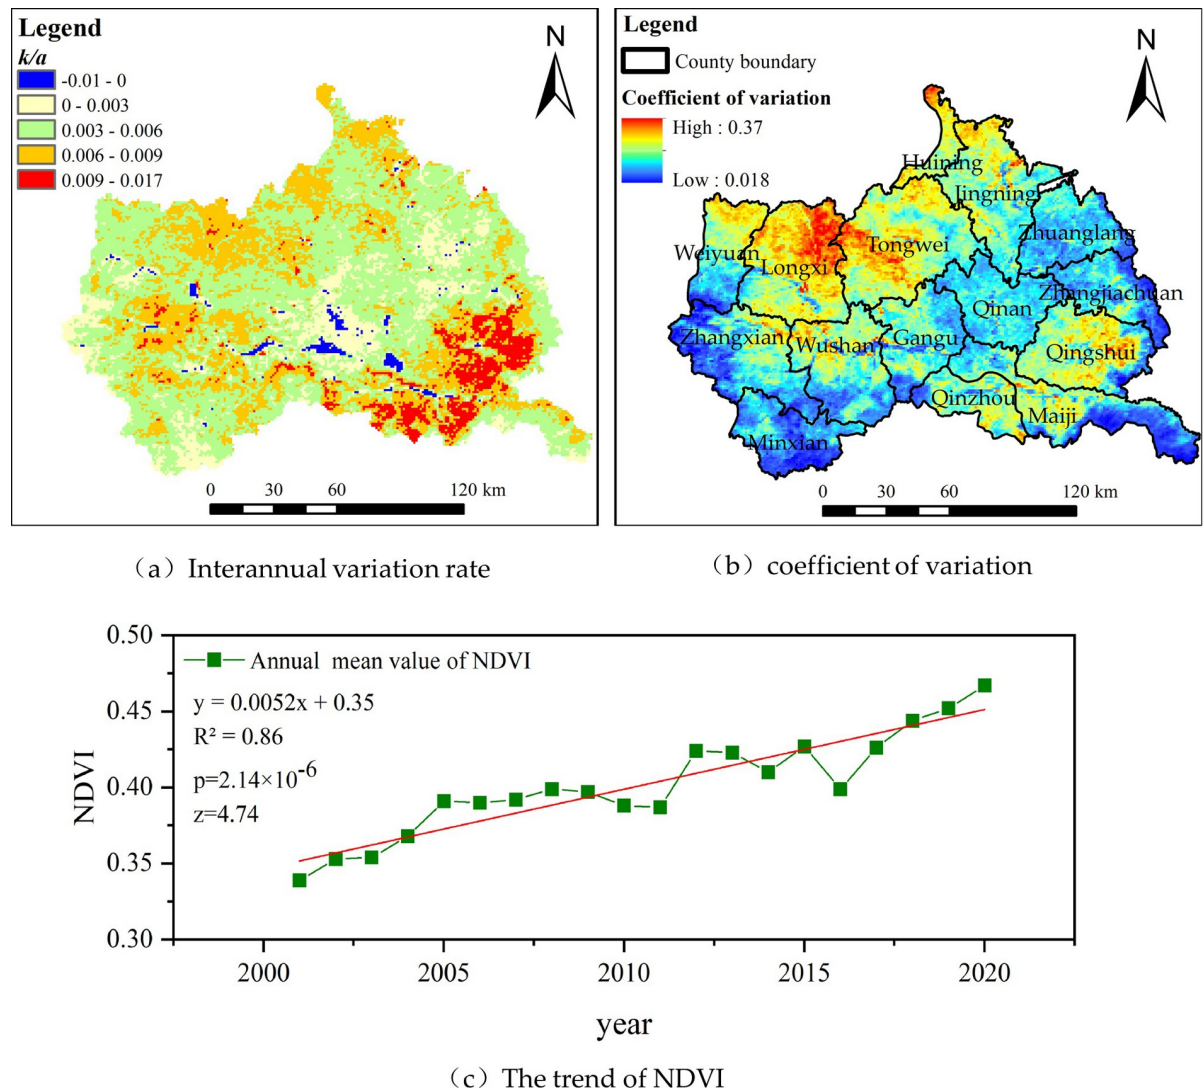 Legend
k/a
-0.01 - 0
0 - 0.003
0.003 - 0.006
0.006 - 0.009
0.009 - 0.017
N
0 30 60 120 km
Legend
County boundary
Coefficient of variation
High : 0.37
Low : 0.018
N
Huining
Jingning
Zhuanglang
Weiyuan
Longxi
Tongwei
Zhangjiachuan
Qinan
Zhangxian
Wushan
Gangu
Qingshui
Qinzhou
Maiji
Minxian
0 30 60 120 km
（a）Interannual variation rate
（b）coefficient of variation
0.50
0.45
0.40
0.35
0.30
NDVI
Annual mean value of NDVI
y = 0.0052x + 0.35
R² = 0.86
p=2.14×10⁻⁶
z=4.74
2000 2005 2010 2015 2020
year
（c）The trend of NDVI